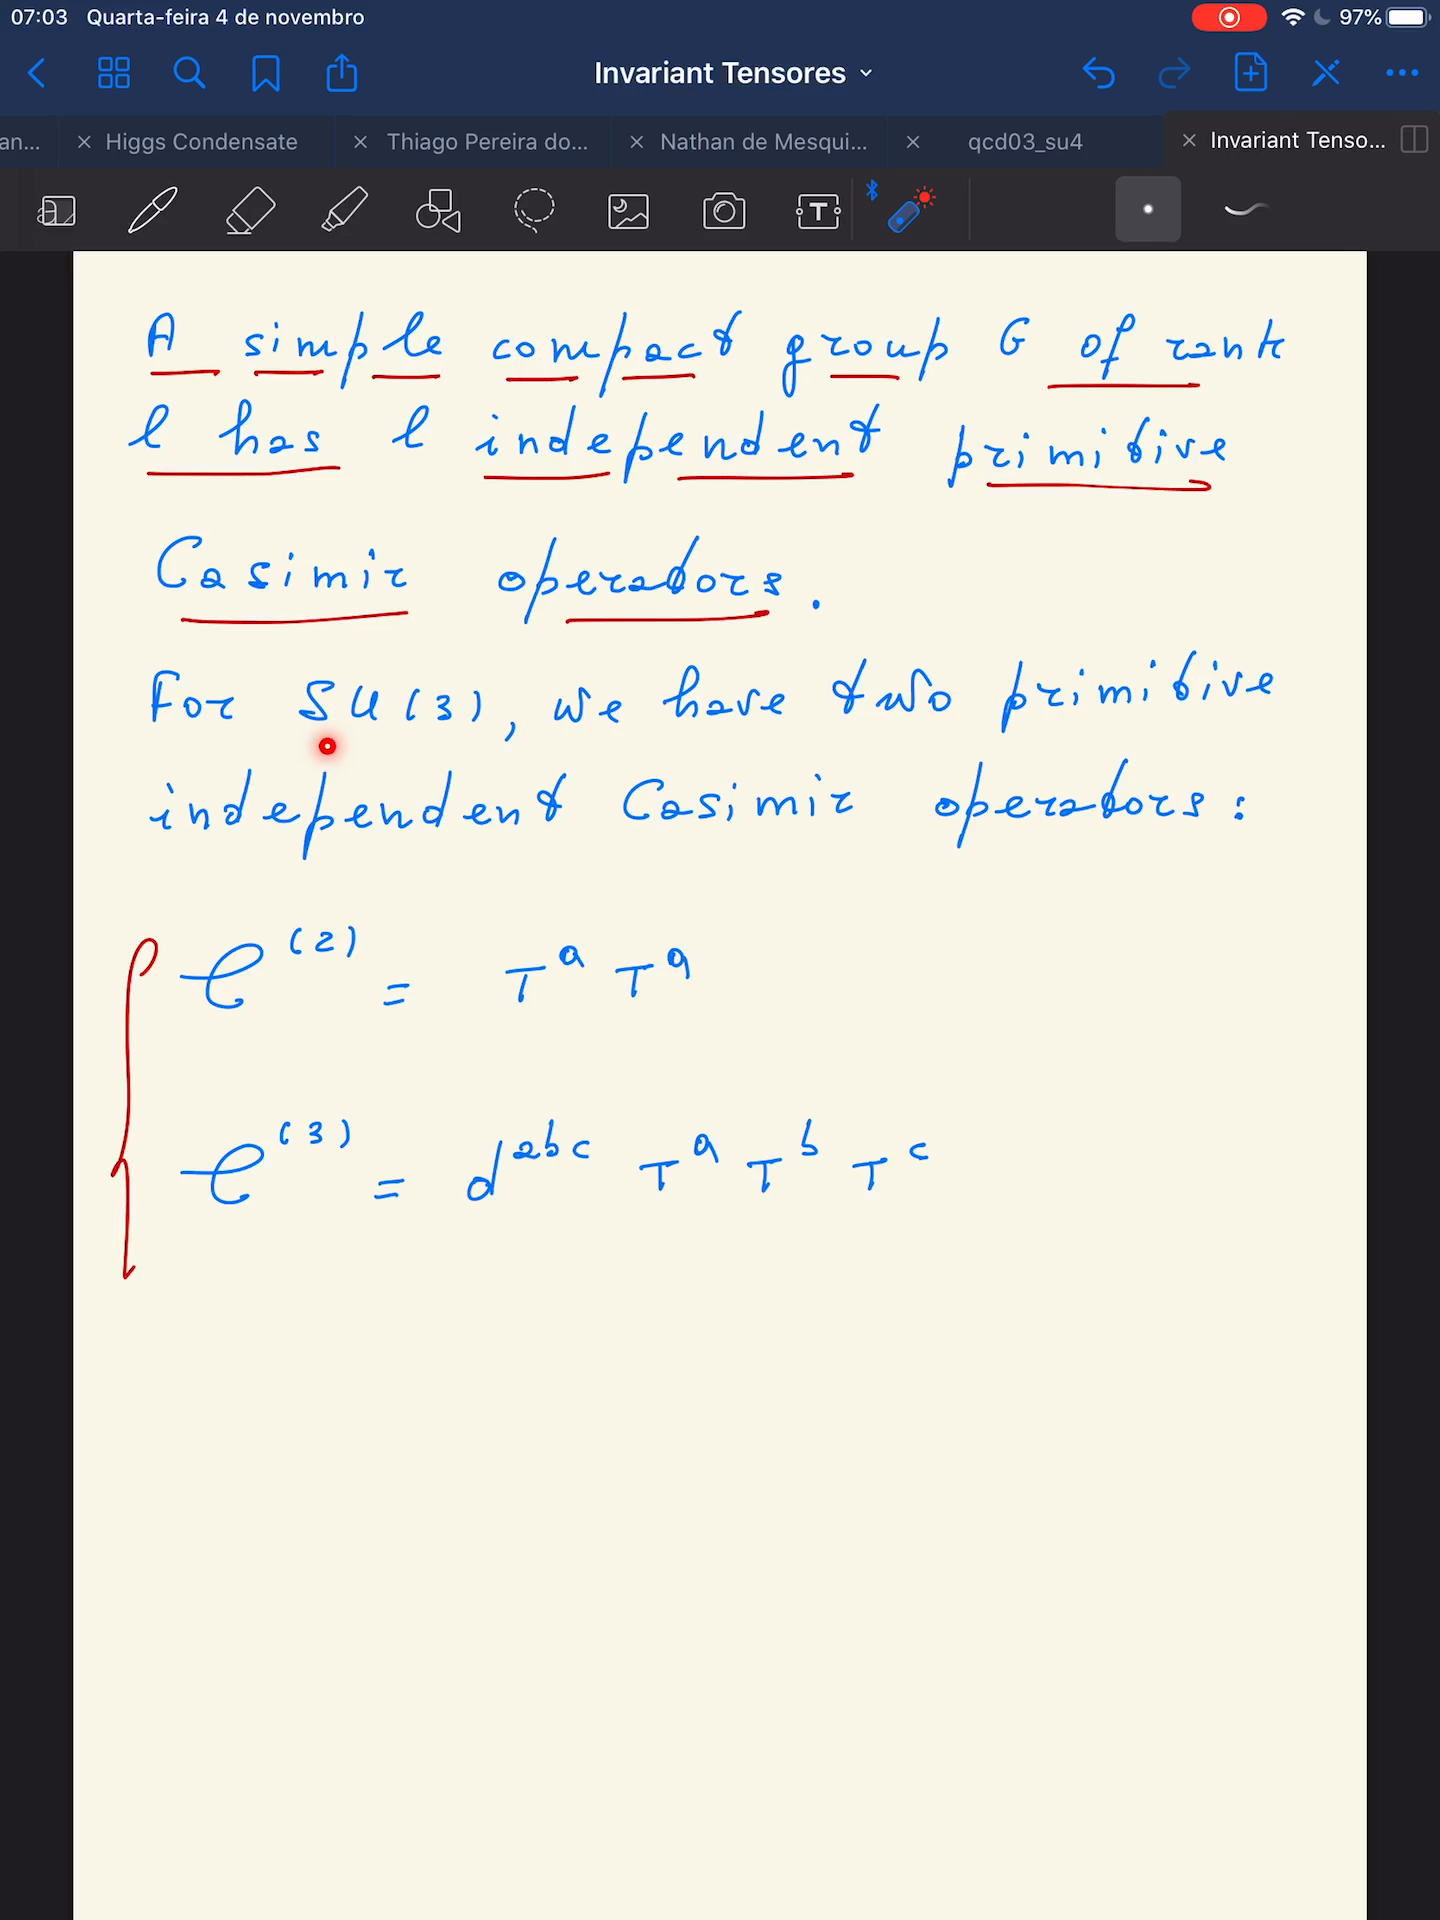 07:03 Quarta-feira 4 de novembro 97%
Invariant Tensores
an... Higgs Condensate Thiago Pereira do... Nathan de Mesqui... qcd03_su4 Invariant Tenso...
A simple compact group G of rank
l has l independent primitive
Casimir operators.
For SU(3), we have two primitive
independent Casimir operators:
C^(2) = T^a T^a
C^(3) = d^abc T^a T^b T^c